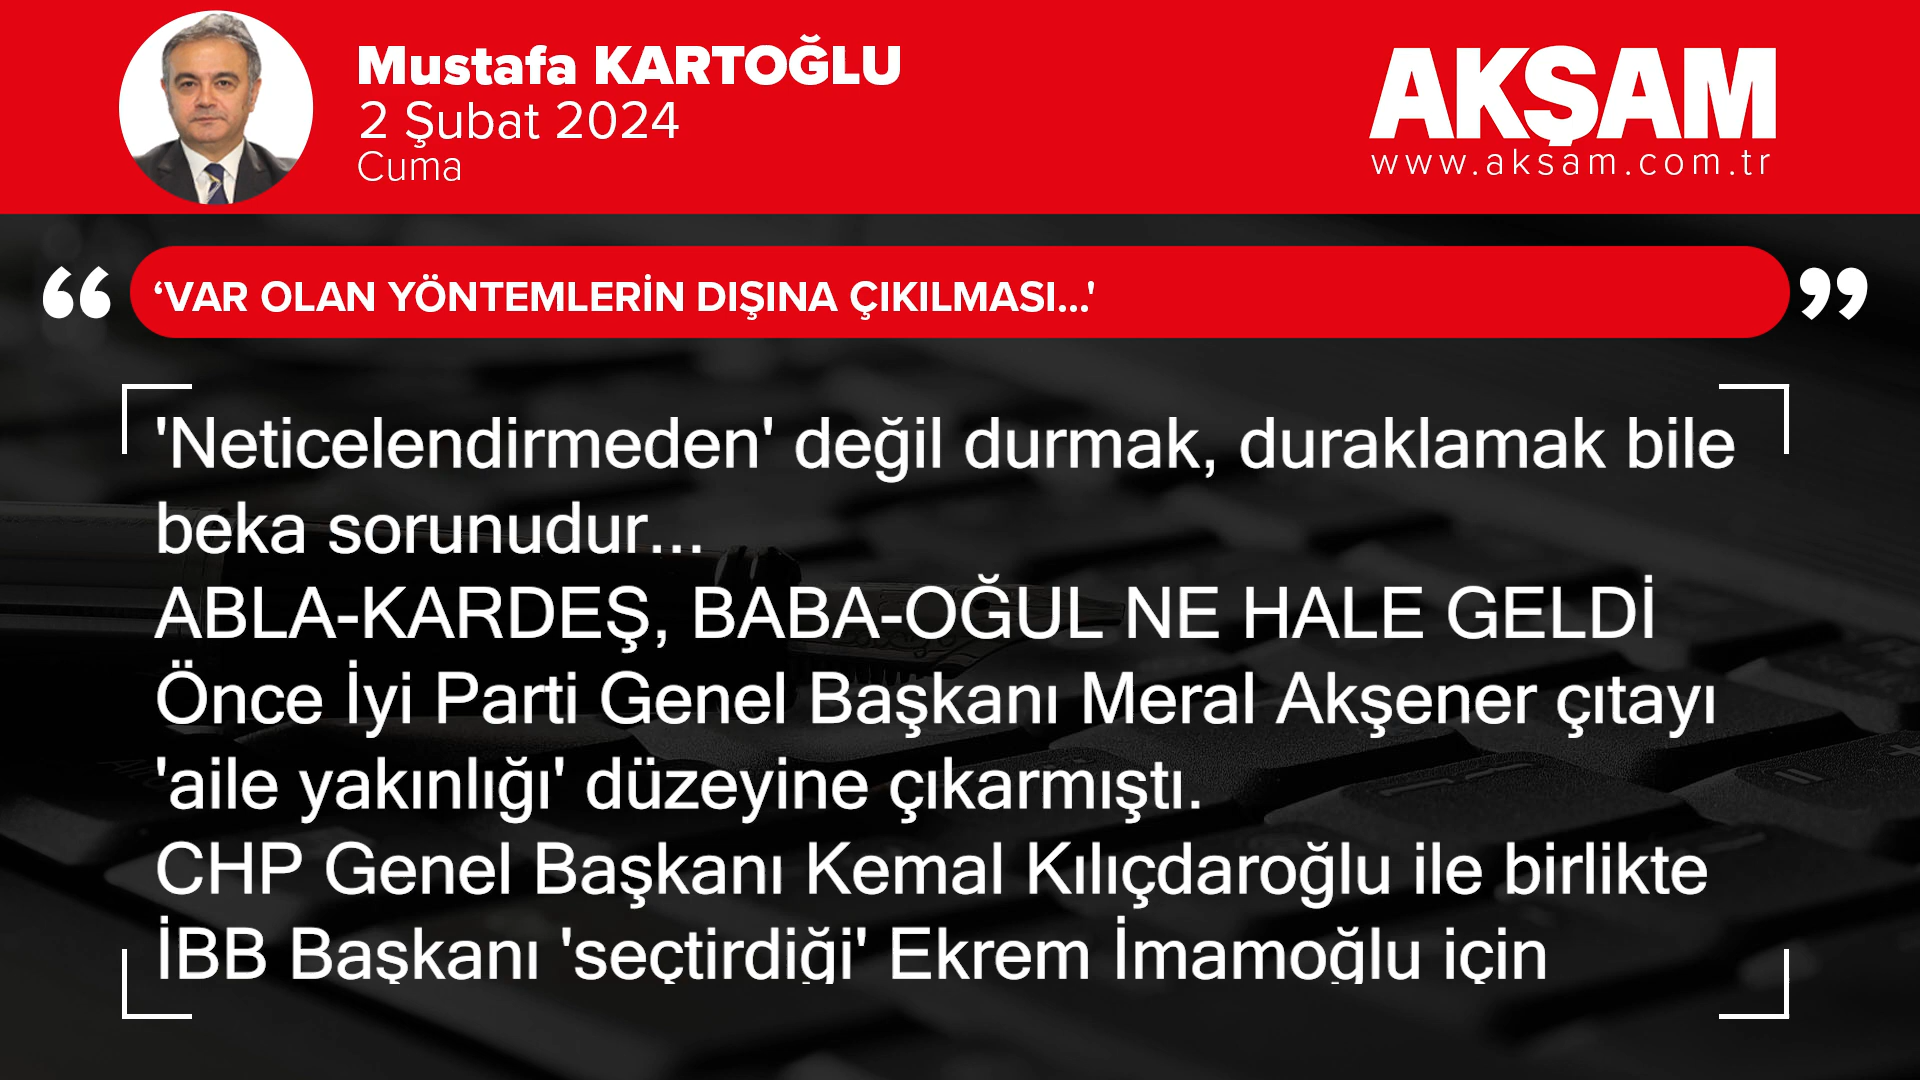 Mustafa KARTOĞLU
2 Şubat 2024
Cuma
AKŞAM
www.aksam.com.tr
“ ‘VAR OLAN YÖNTEMLERİN DIŞINA ÇIKILMASI...' ”
'Neticelendirmeden' değil durmak, duraklamak bile
beka sorunudur...
ABLA-KARDEŞ, BABA-OĞUL NE HALE GELDİ
Önce İyi Parti Genel Başkanı Meral Akşener çıtayı
'aile yakınlığı' düzeyine çıkarmıştı.
CHP Genel Başkanı Kemal Kılıçdaroğlu ile birlikte
İBB Başkanı 'seçtirdiği' Ekrem İmamoğlu için